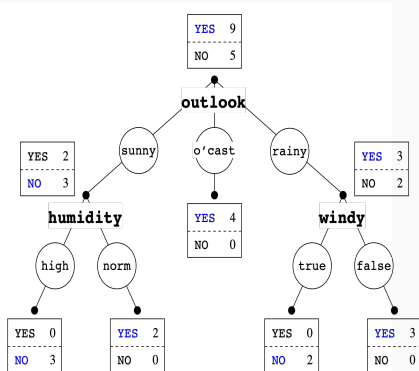 YES 9
NO 5
outlook
sunny o'cast rainy
YES 2
NO 3
YES 3
NO 2
YES 4
NO 0
humidity windy
high norm true false
YES 0
NO 3
YES 2
NO 0
YES 0
NO 2
YES 3
NO 0